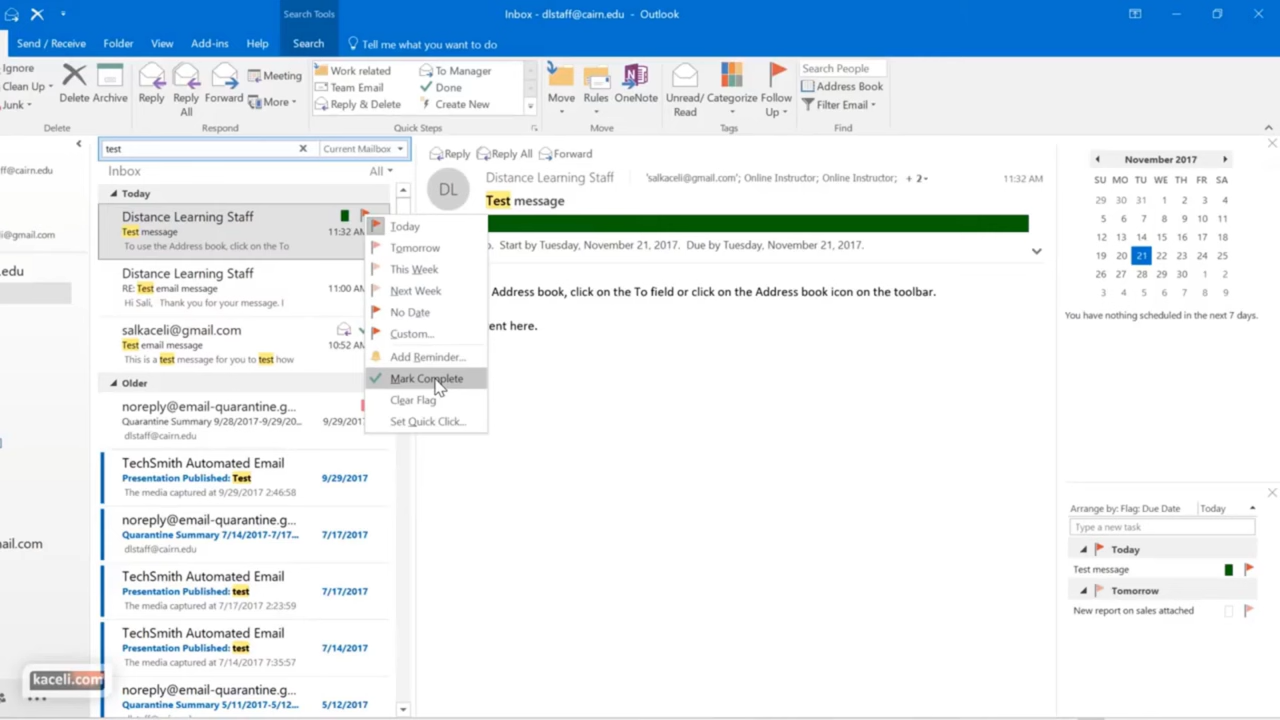 Search Tools
Inbox - dlstaff@cairn.edu - Outlook
Send / Receive
Folder
View
Add-ins
Help
Search
Tell me what you want to do
Ignore
Clean Up
Junk
Delete
Archive
Delete
Reply
Reply All
Forward
Meeting
More
Respond
Work related
Team Email
Reply & Delete
To Manager
Done
Create New
Quick Steps
Move
Rules
OneNote
Move
Unread/ Read
Categorize
Follow Up
Tags
Search People
Address Book
Filter Email
Find
ff@cairn.edu
@gmail.com
.edu
ail.com
test
Current Mailbox
Inbox
All
Today
Distance Learning Staff
Test message
11:32 AM
To use the Address book, click on the To
Distance Learning Staff
RE: Test email message
11:00 AM
Hi Sali, Thank you for your message. I
salkaceli@gmail.com
Test email message
10:52 AM
This is a test message for you to test how
Older
noreply@email-quarantine.g...
Quarantine Summary 9/28/2017-9/29/20...
9/29/2017
dlstaff@cairn.edu
TechSmith Automated Email
Presentation Published: Test
9/29/2017
The media captured at 9/29/2017 2:46:58
noreply@email-quarantine.g...
Quarantine Summary 7/14/2017-7/17...
7/17/2017
dlstaff@cairn.edu
TechSmith Automated Email
Presentation Published: test
7/17/2017
The media captured at 7/17/2017 2:23:59
TechSmith Automated Email
Presentation Published: test
7/14/2017
The media captured at 7/14/2017 7:35:57
noreply@email-quarantine.g...
Quarantine Summary 5/11/2017-5/12...
5/12/2017
Today
Tomorrow
This Week
Next Week
No Date
Custom...
Add Reminder...
Mark Complete
Clear Flag
Set Quick Click...
Reply
Reply All
Forward
DL
Distance Learning Staff
'salkaceli@gmail.com'; Online Instructor; Online Instructor;
+ 2
11:32 AM
Test message
Start by Tuesday, November 21, 2017. Due by Tuesday, November 21, 2017.
Address book, click on the To field or click on the Address book icon on the toolbar.
ent here.
November 2017
SU MO TU WE TH FR SA
29 30 31 1 2 3 4
5 6 7 8 9 10 11
12 13 14 15 16 17 18
19 20 21 22 23 24 25
26 27 28 29 30 1 2
3 4 5 6 7 8 9
You have nothing scheduled in the next 7 days.
Arrange by: Flag: Due Date
Today
Type a new task
Today
Test message
Tomorrow
New report on sales attached
kaceli.com